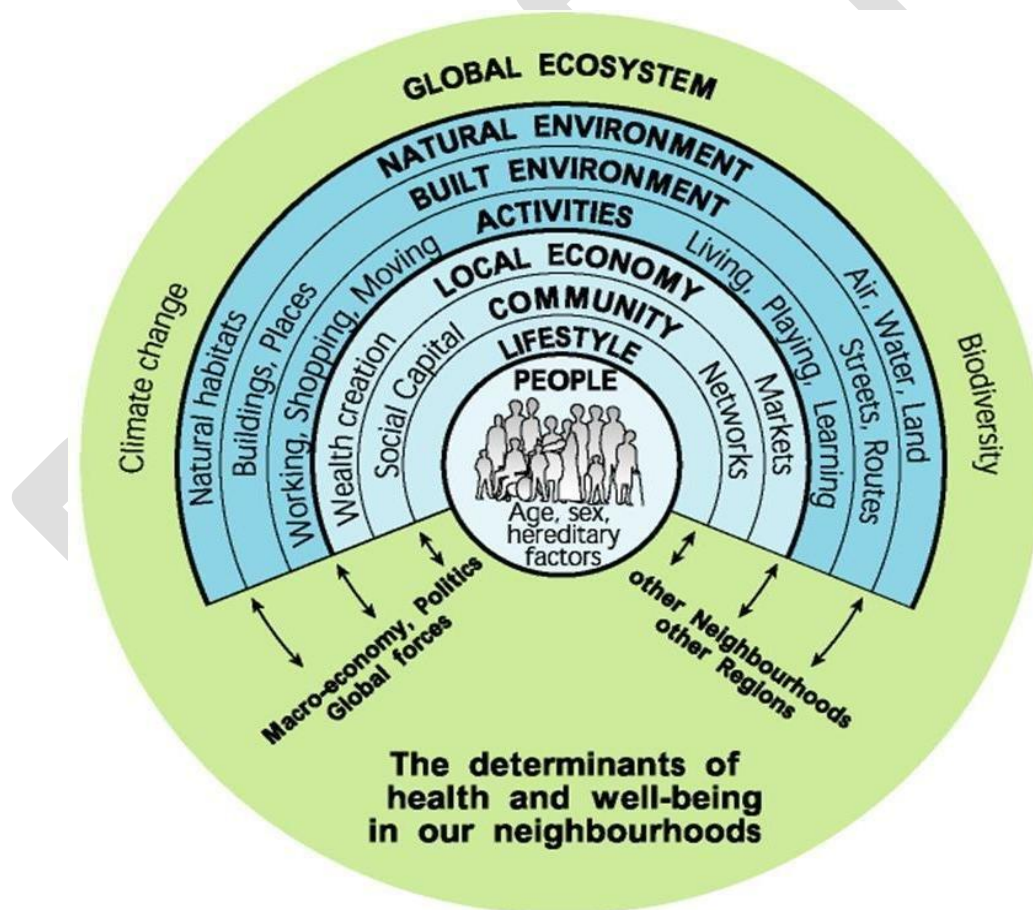 GLOBAL ECOSYSTEM
NATURAL ENVIRONMENT
BUILT ENVIRONMENT
ACTIVITIES
LOCAL ECONOMY
COMMUNITY
LIFESTYLE
PEOPLE
Age, sex,
hereditary
factors
Climate change
Natural habitats
Buildings, Places
Working, Shopping, Moving
Wealth creation
Social Capital
Networks
Markets
Living, Playing, Learning
Streets, Routes
Air, Water, Land
Biodiversity
Macro-economy, Politics
Global forces
other Neighbourhoods
other Regions
The determinants of
health and well-being
in our neighbourhoods